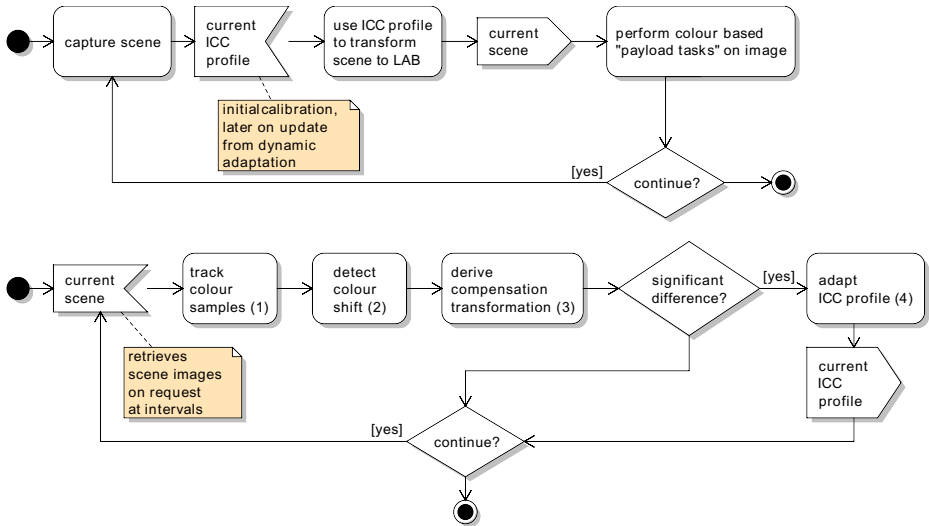 capture scene
current
ICC
profile
use ICC profile
to transform
scene to LAB
current
scene
perform colour based
"payload tasks" on image
initialcalibration,
later on update
from dynamic
adaptation
[yes]
continue?
current
scene
track
colour
samples (1)
detect
colour
shift (2)
derive
compensation
transformation (3)
significant
difference?
[yes]
adapt
ICC profile (4)
retrieves
scene images
on request
at intervals
current
ICC
profile
[yes]
continue?